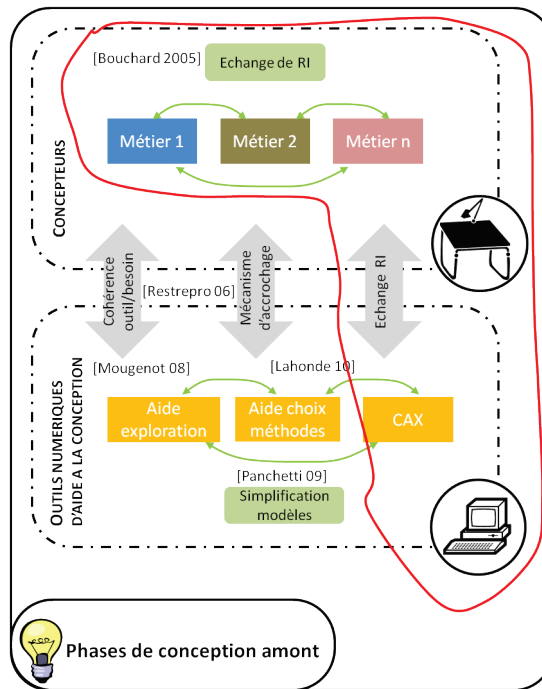 [Bouchard 2005]
Echange de RI
Métier 1
Métier 2
Métier n
CONCEPTEURS
Cohérence
outil/besoin
[Restrepro 06]
Mécanisme
d'accrochage
Echange RI
[Mougenot 08]
[Lahonde 10]
Aide
exploration
Aide choix
méthodes
CAX
[Panchetti 09]
Simplification
modèles
OUTILS NUMERIQUES
D'AIDE A LA CONCEPTION
Phases de conception amont